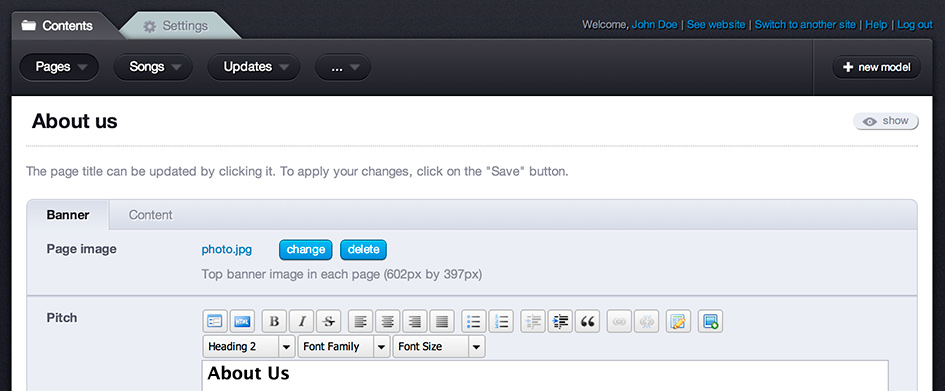 Contents Settings Welcome, John Doe | See website | Switch to another site | Help | Log out
Pages Songs Updates ... + new model
About us show
The page title can be updated by clicking it. To apply your changes, click on the "Save" button.
Banner Content
Page image photo.jpg change delete
Top banner image in each page (602px by 397px)
Pitch HTML B I S
Heading 2 Font Family Font Size
About Us